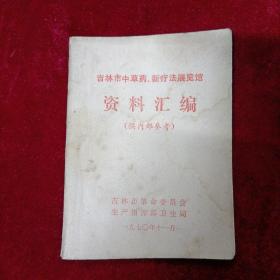 吉林市中草药、新疗法展览馆
资料汇编
(供内部参考)
吉林市革命委员会
生产指挥部卫生局
一九七〇年十一月